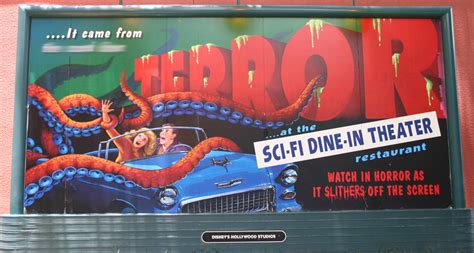 ....It came from
TERROR
....at the
SCI-FI DINE-IN THEATER
restaurant
WATCH IN HORROR AS
IT SLITHERS OFF THE SCREEN
DISNEY'S HOLLYWOOD STUDIOS